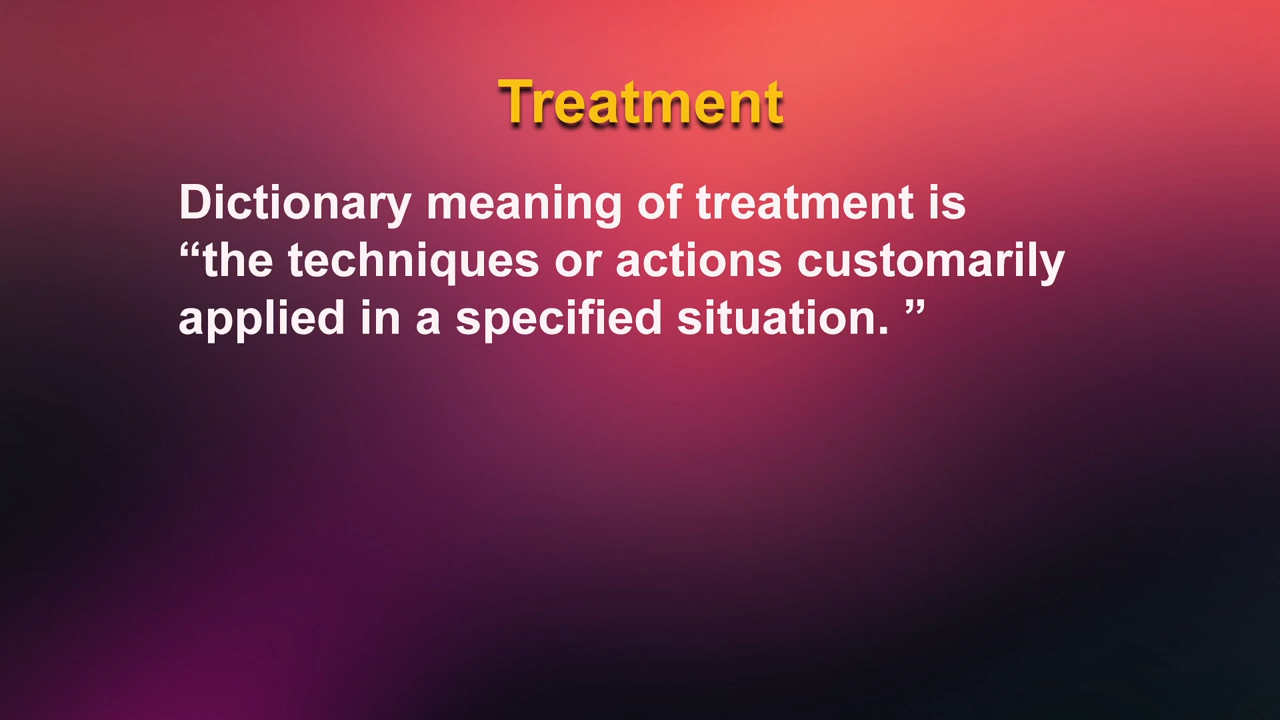 Treatment
Dictionary meaning of treatment is
“the techniques or actions customarily
applied in a specified situation. ”